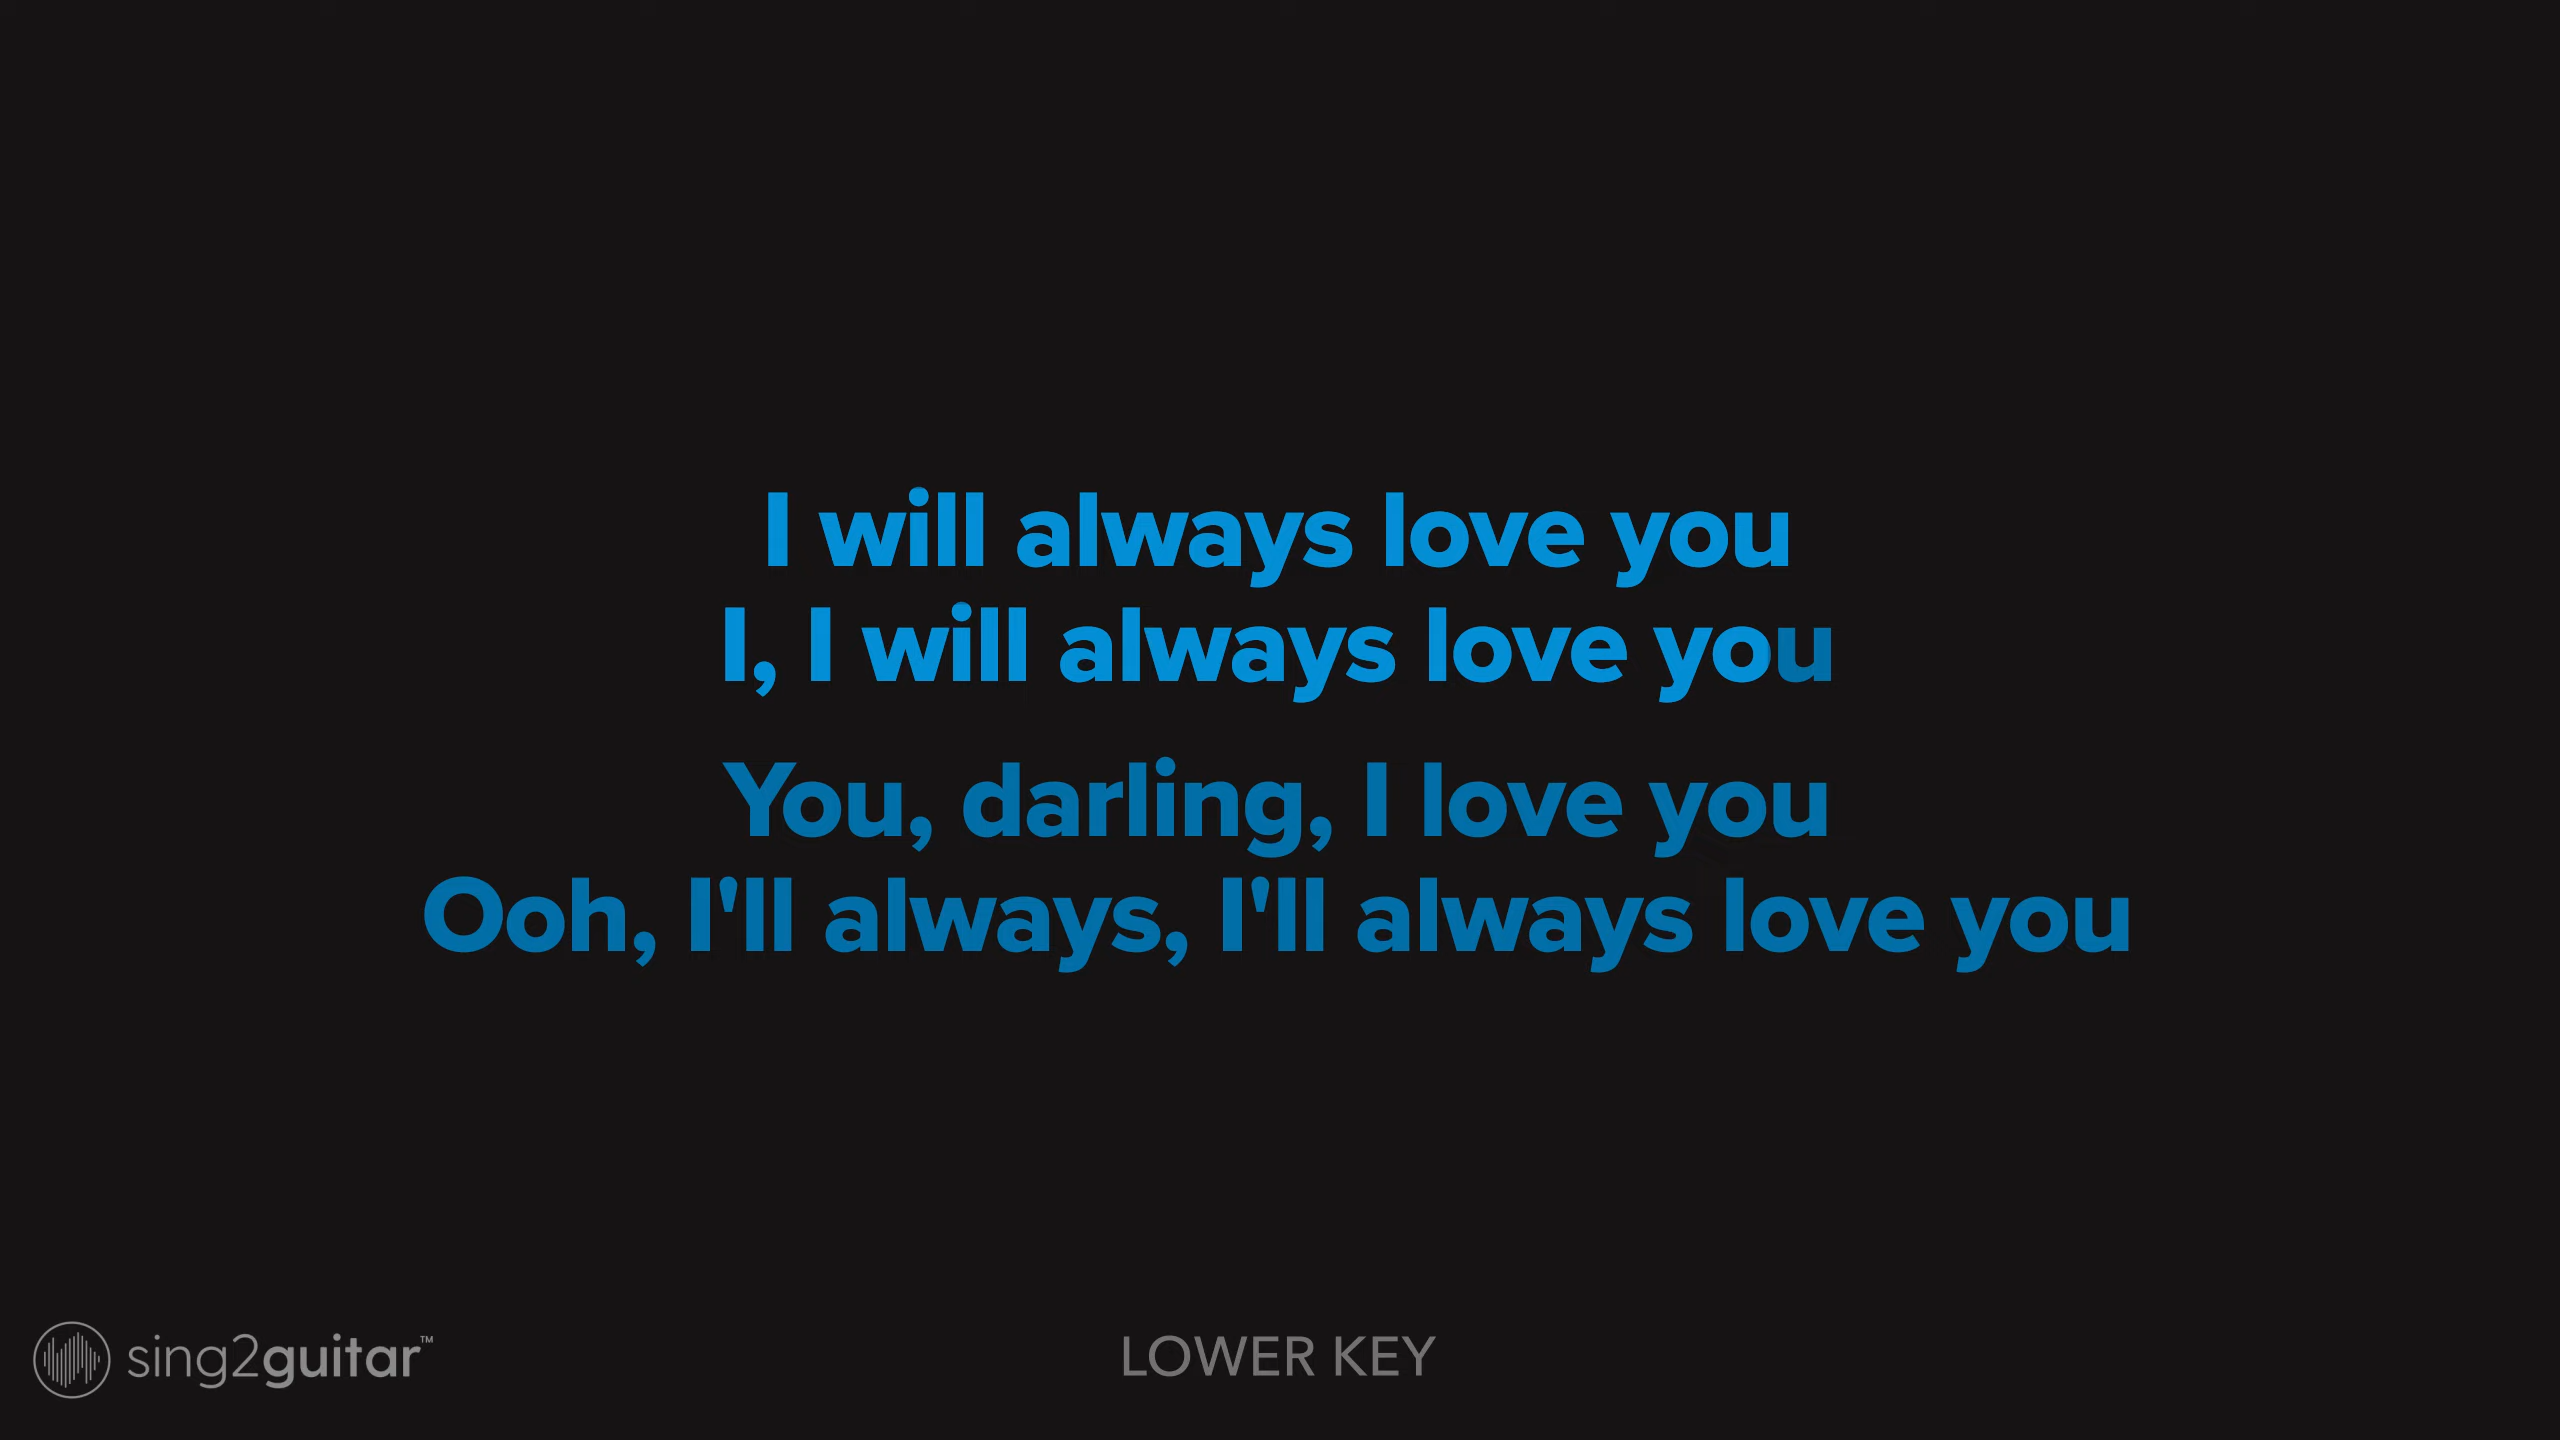 I will always love you
I, I will always love you
You, darling, I love you
Ooh, I'll always, I'll always love you
sing2guitar™
LOWER KEY